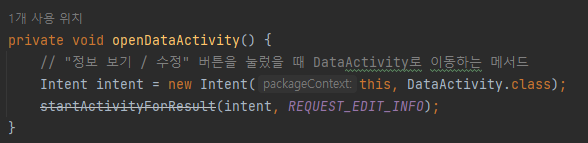 1개 사용 위치
private void openDataActivity() {
// "정보 보기 / 수정" 버튼을 눌렀을 때 DataActivity로 이동하는 메서드
Intent intent = new Intent( packageContext: this, DataActivity.class);
startActivityForResult(intent, REQUEST_EDIT_INFO);
}